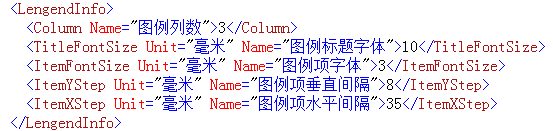 <LengendInfo>
<Column Name="图例列数">3</Column>
<TitleFontSize Unit="毫米" Name="图例标题字体">10</TitleFontSize>
<ItemFontSize Unit="毫米" Name="图例项字体">3</ItemFontSize>
<ItemYStep Unit="毫米" Name="图例项垂直间隔">8</ItemYStep>
<ItemXStep Unit="毫米" Name="图例项水平间隔">35</ItemXStep>
</LengendInfo>